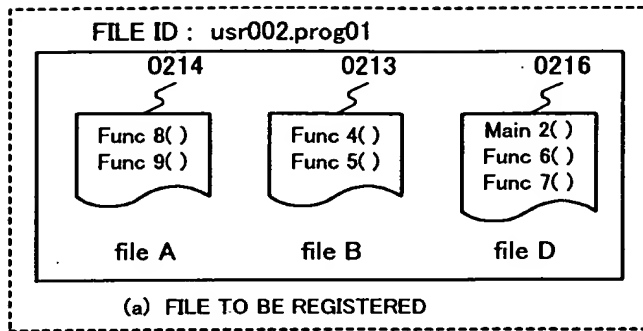 FILE ID : usr002.prog01
0214 0213 0216
Func 8( ) Func 4( ) Main 2( )
Func 9( ) Func 5( ) Func 6( )
Func 7( )
file A file B file D
(a) FILE TO BE REGISTERED